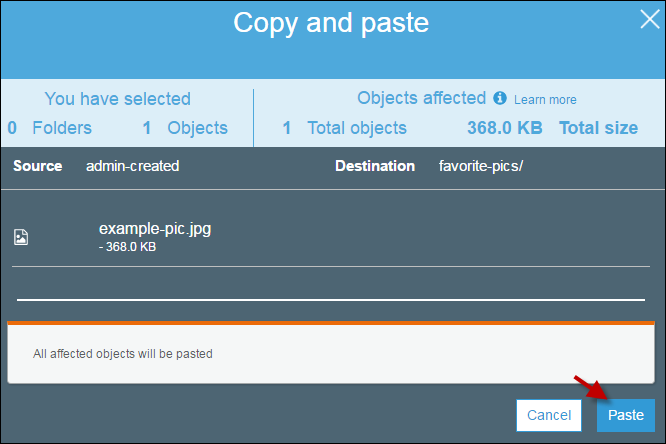 Copy and paste
You have selected
Objects affected Learn more
0 Folders 1 Objects
1 Total objects 368.0 KB Total size
Source admin-created Destination favorite-pics/
example-pic.jpg
- 368.0 KB
All affected objects will be pasted
Cancel Paste